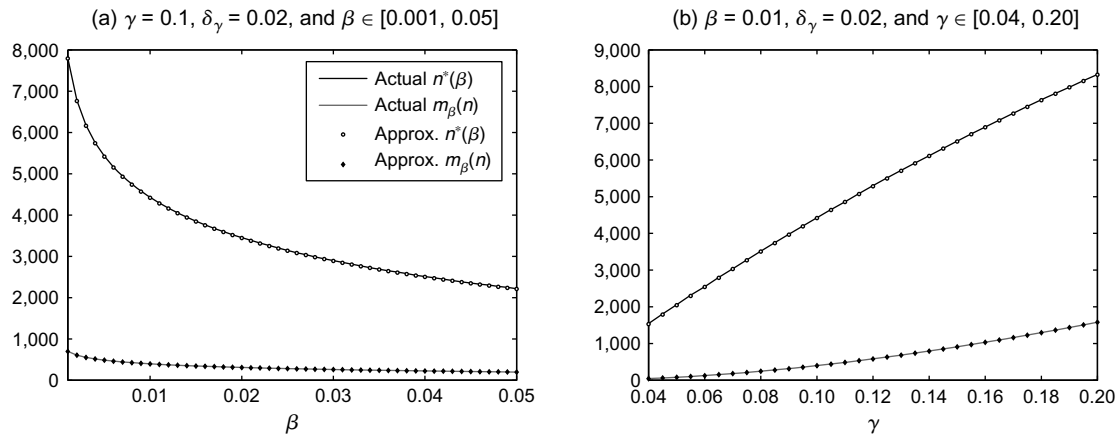 (a) γ = 0.1, δγ = 0.02, and β ∈ [0.001, 0.05]
8,000
7,000
6,000
5,000
4,000
3,000
2,000
1,000
0
0.01 0.02 0.03 0.04 0.05
β
Actual n*(β)
Actual mβ(n)
Approx. n*(β)
Approx. mβ(n)
(b) β = 0.01, δγ = 0.02, and γ ∈ [0.04, 0.20]
9,000
8,000
7,000
6,000
5,000
4,000
3,000
2,000
1,000
0
0.04 0.06 0.08 0.10 0.12 0.14 0.16 0.18 0.20
γ